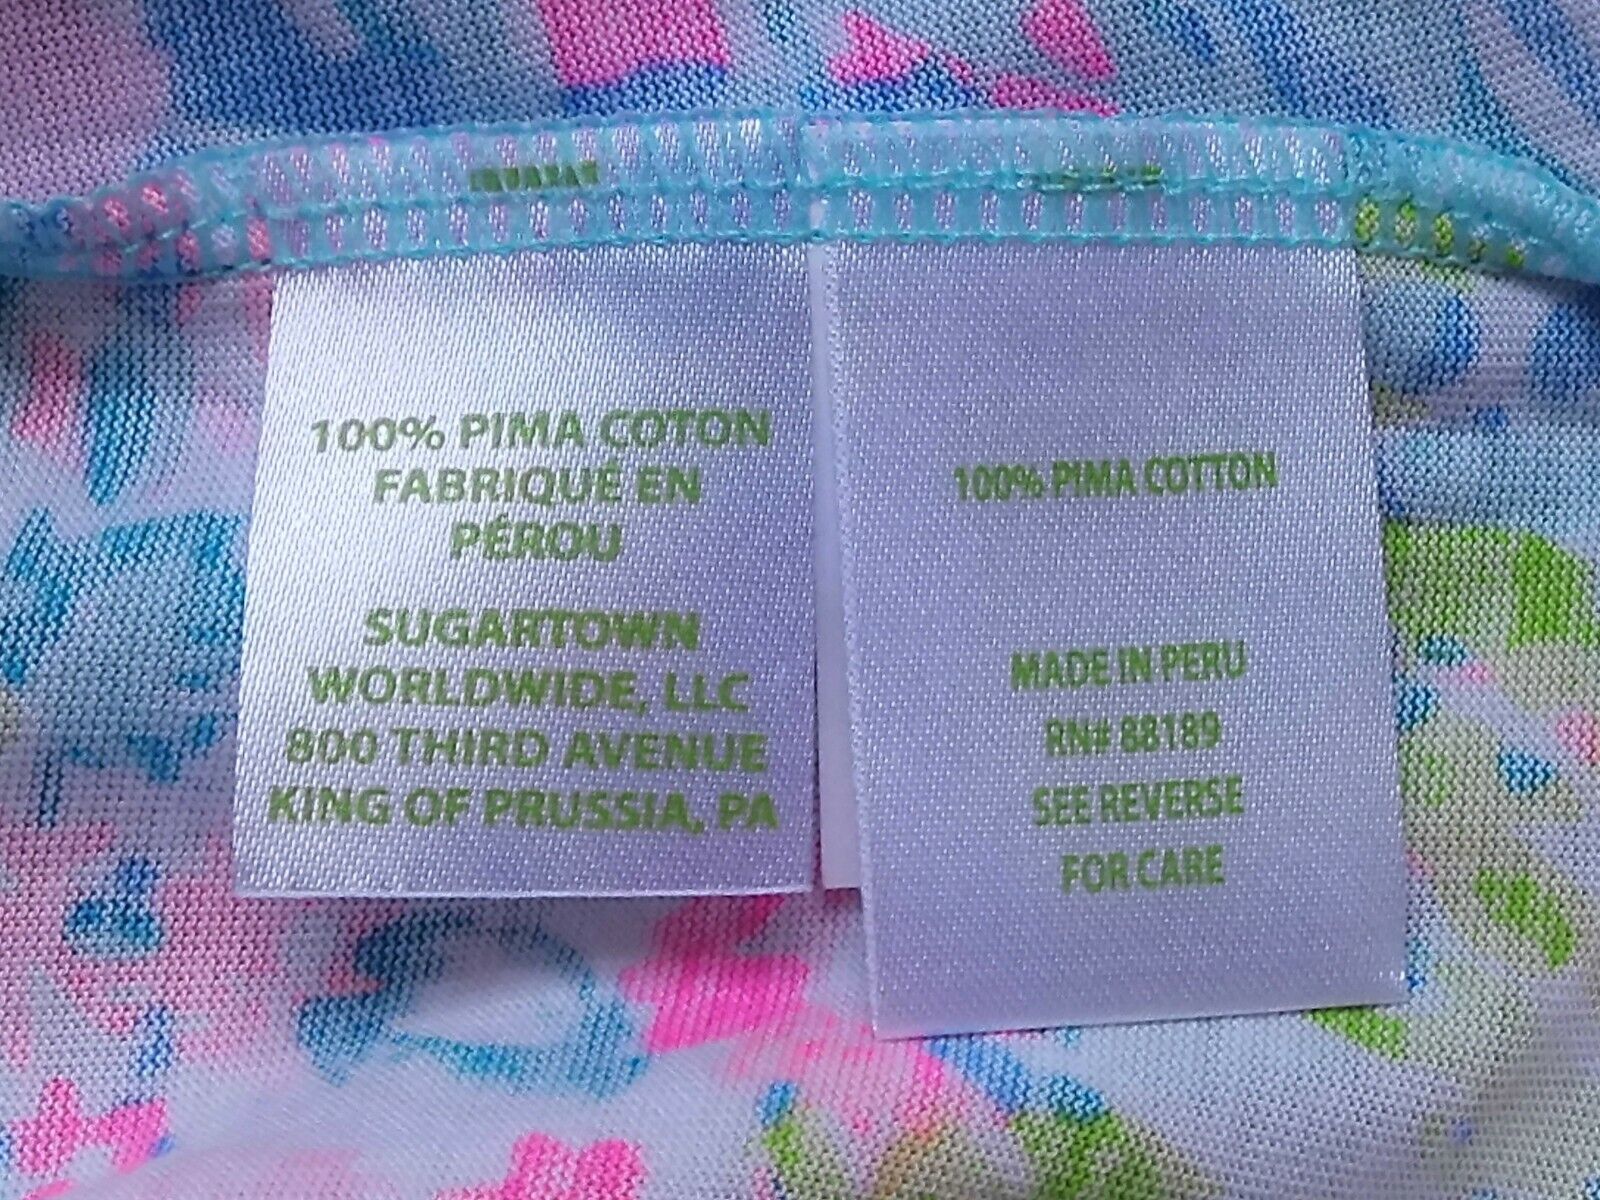 100% PIMA COTON
FABRIQUÉ EN
PÉROU
SUGARTOWN
WORLDWIDE, LLC
800 THIRD AVENUE
KING OF PRUSSIA, PA
100% PIMA COTTON
MADE IN PERU
RN# 88189
SEE REVERSE
FOR CARE